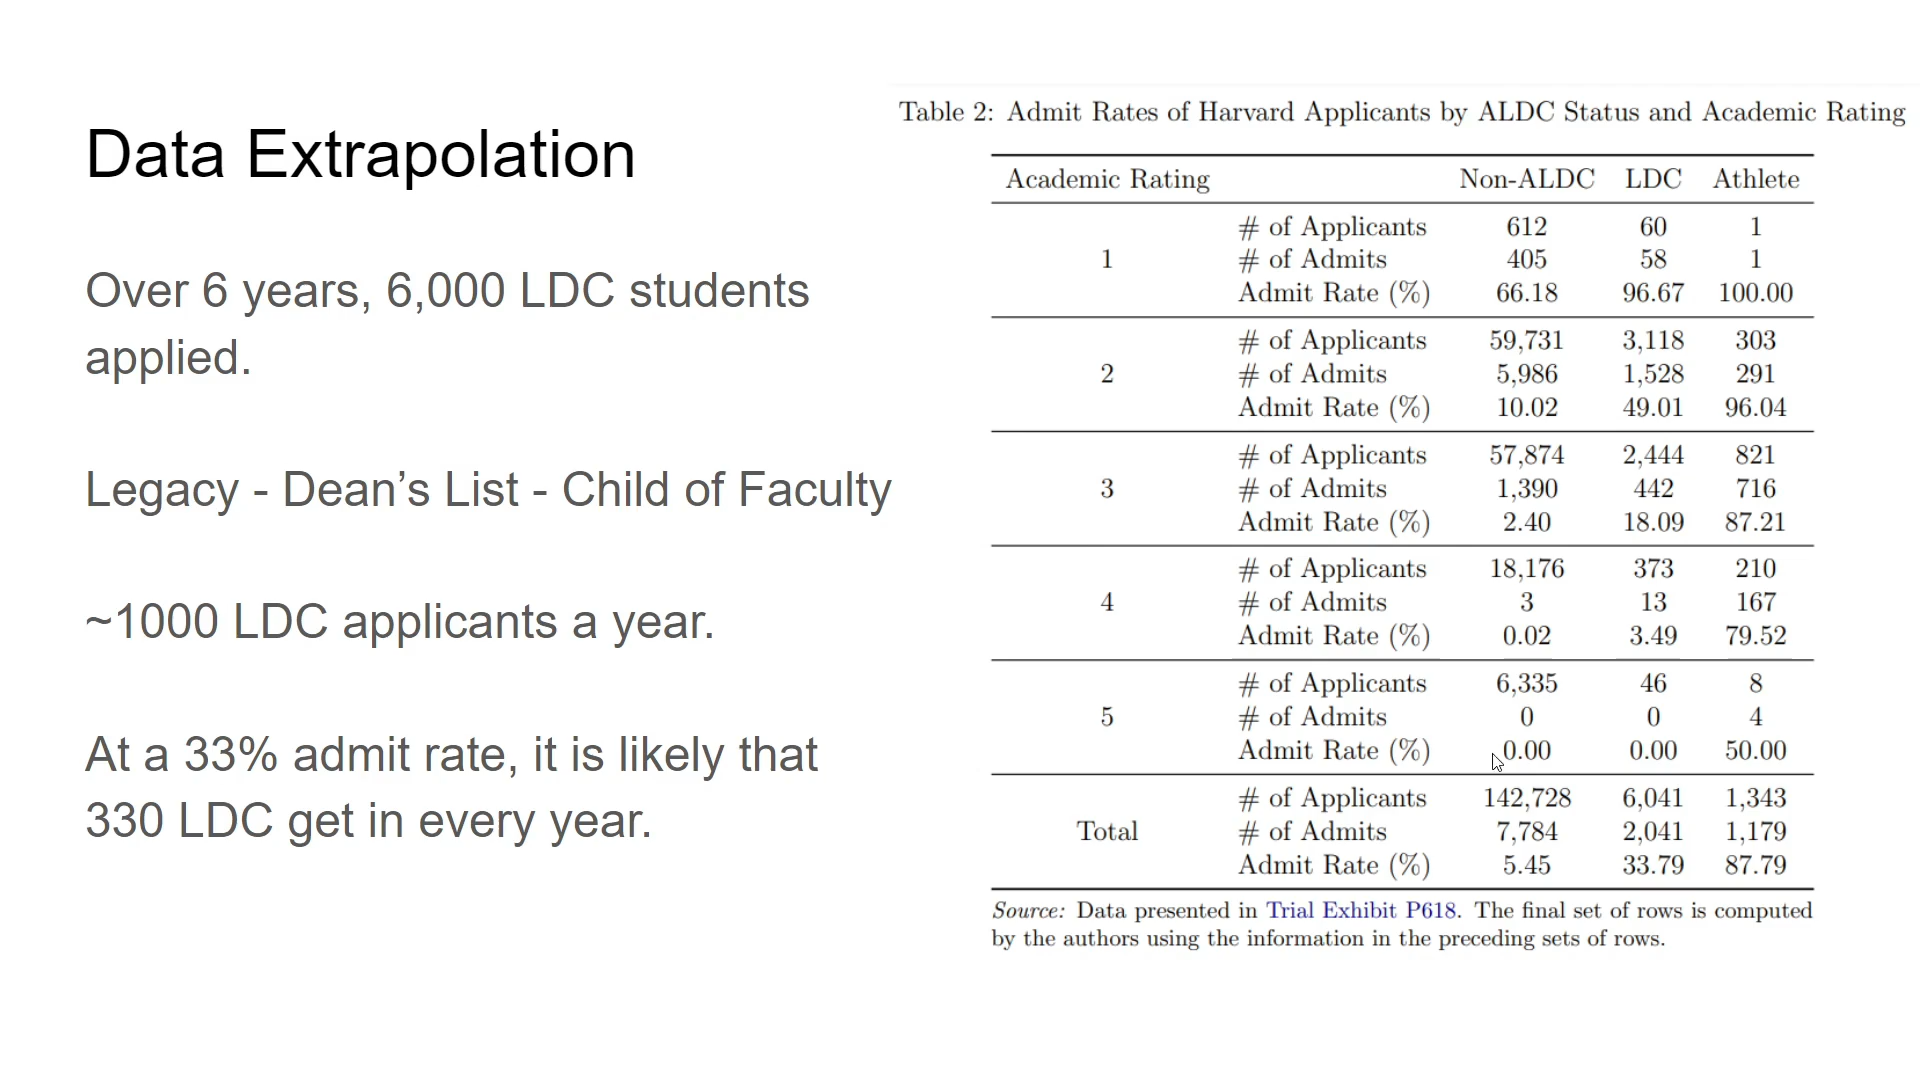 Data Extrapolation
Over 6 years, 6,000 LDC students
applied.
Legacy - Dean’s List - Child of Faculty
~1000 LDC applicants a year.
At a 33% admit rate, it is likely that
330 LDC get in every year.
Table 2: Admit Rates of Harvard Applicants by ALDC Status and Academic Rating
Academic Rating Non-ALDC LDC Athlete
# of Applicants 612 60 1
1 # of Admits 405 58 1
Admit Rate (%) 66.18 96.67 100.00
# of Applicants 59,731 3,118 303
2 # of Admits 5,986 1,528 291
Admit Rate (%) 10.02 49.01 96.04
# of Applicants 57,874 2,444 821
3 # of Admits 1,390 442 716
Admit Rate (%) 2.40 18.09 87.21
# of Applicants 18,176 373 210
4 # of Admits 3 13 167
Admit Rate (%) 0.02 3.49 79.52
# of Applicants 6,335 46 8
5 # of Admits 0 0 4
Admit Rate (%) 0.00 0.00 50.00
# of Applicants 142,728 6,041 1,343
Total # of Admits 7,784 2,041 1,179
Admit Rate (%) 5.45 33.79 87.79
Source: Data presented in Trial Exhibit P618. The final set of rows is computed
by the authors using the information in the preceding sets of rows.